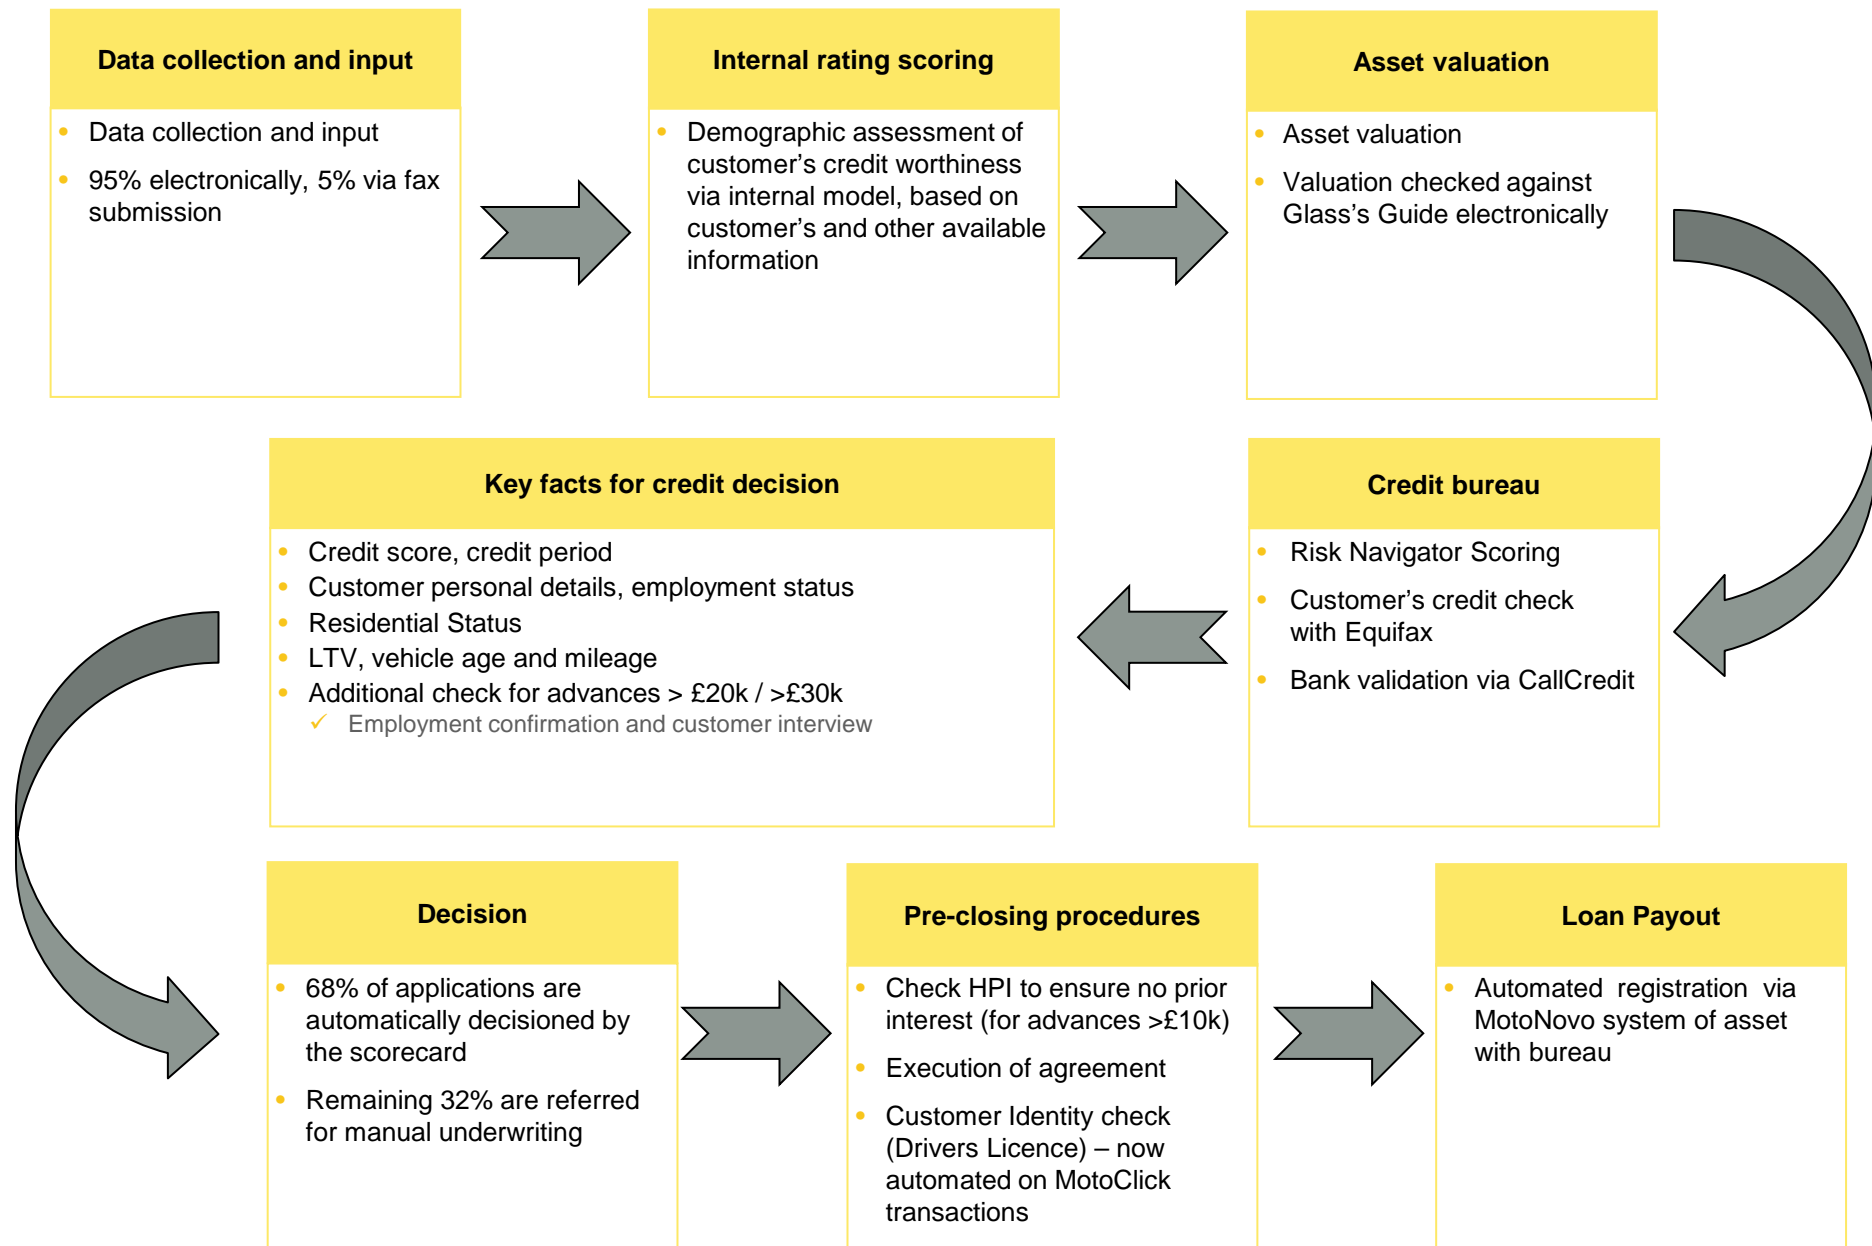 Data collection and input
• Data collection and input
• 95% electronically, 5% via fax
submission
Internal rating scoring
• Demographic assessment of
customer’s credit worthiness
via internal model, based on
customer’s and other available
information
Asset valuation
• Asset valuation
• Valuation checked against
Glass’s Guide electronically
Credit bureau
• Risk Navigator Scoring
• Customer’s credit check
with Equifax
• Bank validation via CallCredit
Key facts for credit decision
• Credit score, credit period
• Customer personal details, employment status
• Residential Status
• LTV, vehicle age and mileage
• Additional check for advances > £20k / >£30k
✓ Employment confirmation and customer interview
Decision
• 68% of applications are
automatically decisioned by
the scorecard
• Remaining 32% are referred
for manual underwriting
Pre-closing procedures
• Check HPI to ensure no prior
interest (for advances >£10k)
• Execution of agreement
• Customer Identity check
(Drivers Licence) – now
automated on MotoClick
transactions
Loan Payout
• Automated registration via
MotoNovo system of asset
with bureau